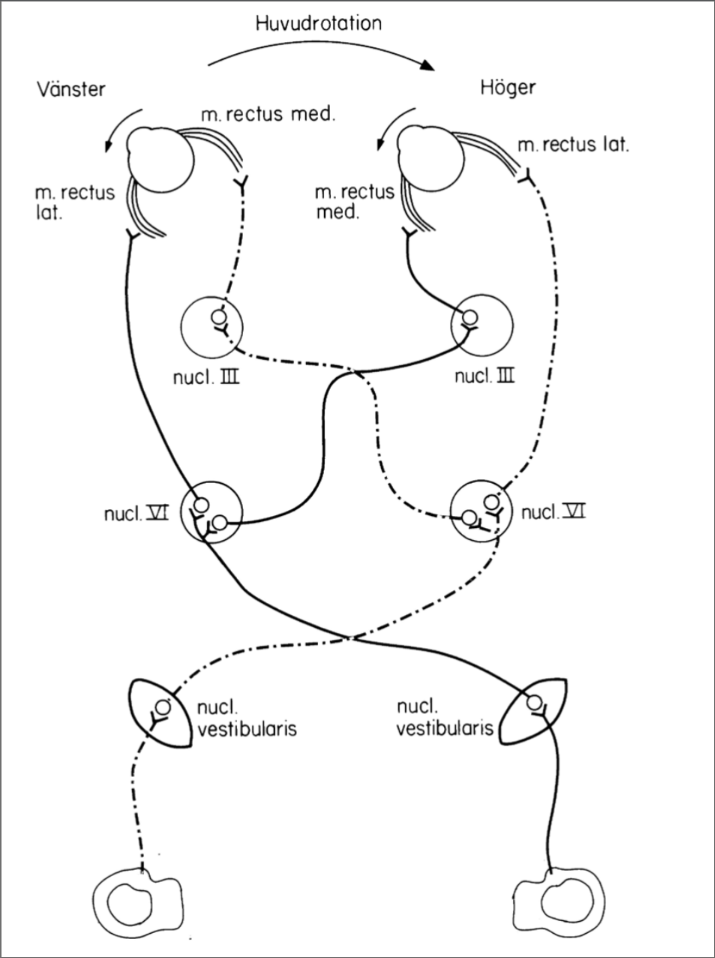 Huvudrotation
Vänster
Höger
m. rectus med.
m. rectus lat.
m. rectus
lat.
m. rectus
med.
nucl. III
nucl. III
nucl. VI
nucl. VI
nucl.
vestibularis
nucl.
vestibularis